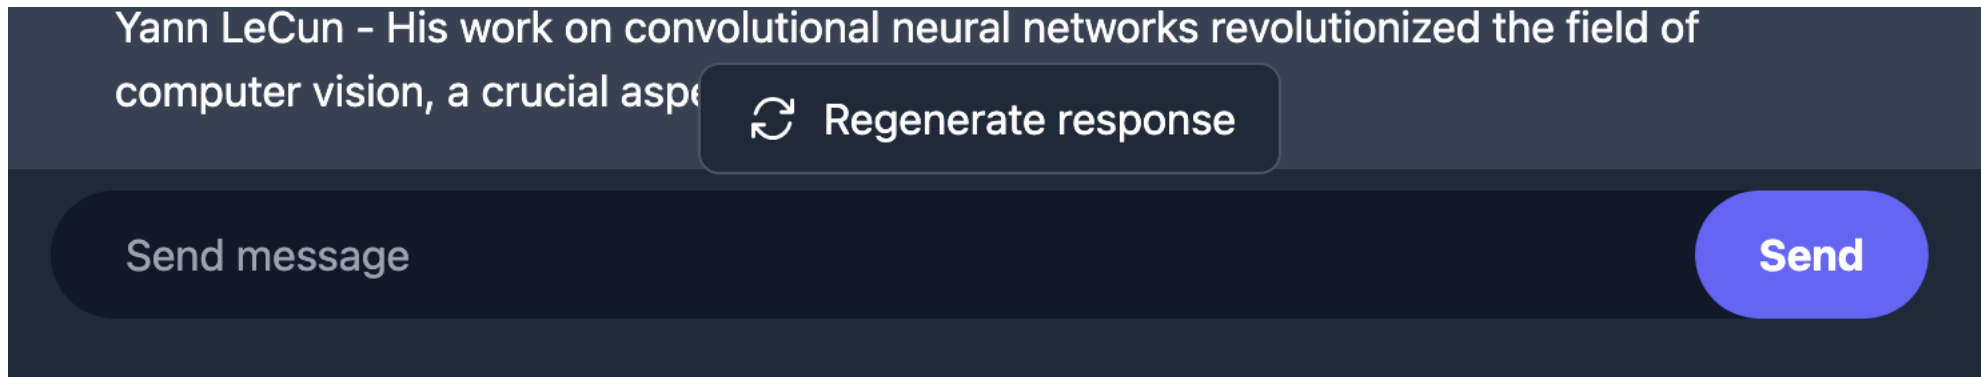 Yann LeCun - His work on convolutional neural networks revolutionized the field of
computer vision, a crucial
Regenerate response
Send message
Send